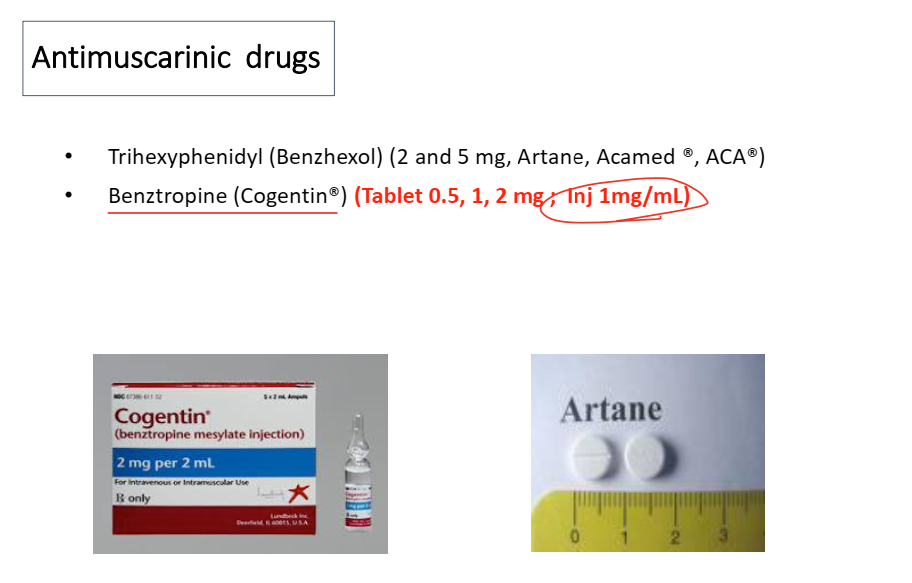 Antimuscarinic drugs
• Trihexyphenidyl (Benzhexol) (2 and 5 mg, Artane, Acamed ®, ACA®)
• Benztropine (Cogentin®) (Tablet 0.5, 1, 2 mg ; Inj 1mg/mL)
5 x 2 mL Ampuls
Cogentin®
(benztropine mesylate injection)
2 mg per 2 mL
For Intravenous or Intramuscular Use
℞ only
Lundbeck Inc.
Deerfield, IL 60015, U.S.A.
Cogentin
Artane
0 1 2 3